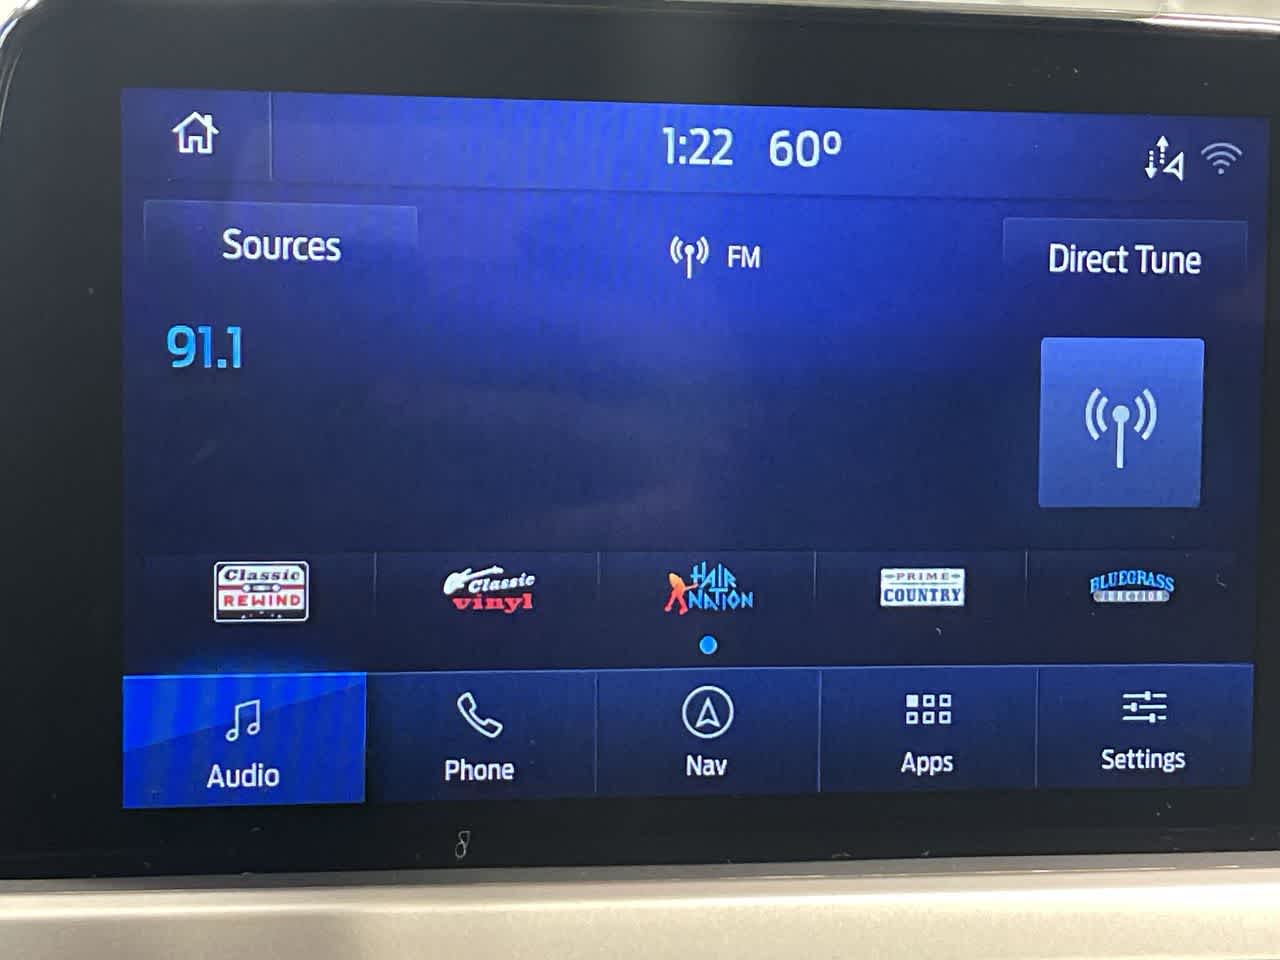 1:22 60°
Sources
FM
Direct Tune
91.1
Classic
REWIND
Classic
vinyl
HAIR
NATION
PRIME
COUNTRY
BLUEGRASS
JUNCTION
Audio
Phone
Nav
Apps
Settings